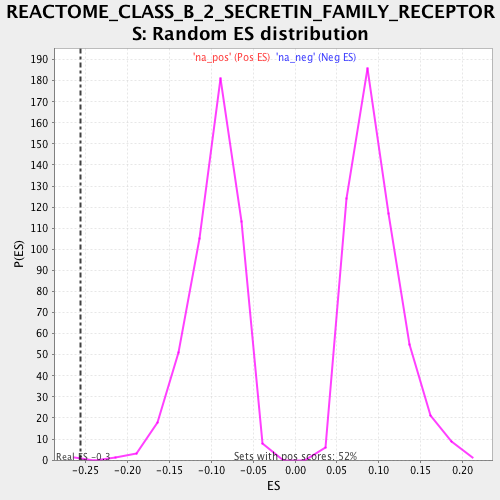 REACTOME_CLASS_B_2_SECRETIN_FAMILY_RECEPTOR
S: Random ES distribution
'na_pos' (Pos ES) 'na_neg' (Neg ES)
190
180
170
160
150
140
130
120
110
100
90
80
70
60
50
40
30
20
10
0
P(ES)
Real ES -0.3
Sets with pos scores: 52%
-0.25 -0.20 -0.15 -0.10 -0.05 0.00 0.05 0.10 0.15 0.20
ES